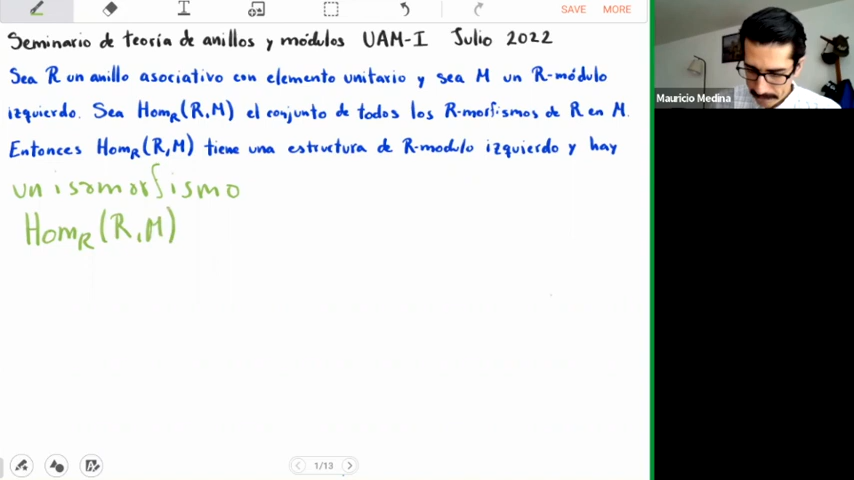 SAVE MORE
Seminario de teoría de anillos y módulos UAM-I Julio 2022
Sea R un anillo asociativo con elemento unitario y sea M un R-módulo
izquierdo. Sea HomR(R,M) el conjunto de todos los R-morfismos de R en M.
Entonces HomR(R,M) tiene una estructura de R-modulo izquierdo y hay
un isomorfismo
HomR(R,M)
Mauricio Medina
1/13